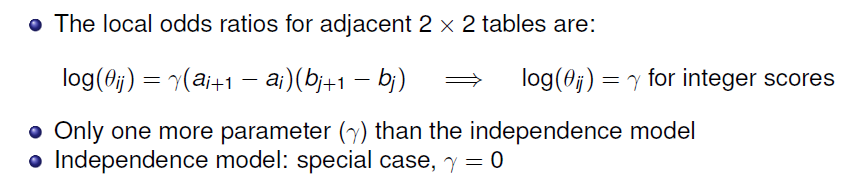 The local odds ratios for adjacent 2 × 2 tables are:
log(θij) = γ(ai+1 − ai)(bj+1 − bj) ⟹ log(θij) = γ for integer scores
Only one more parameter (γ) than the independence model
Independence model: special case, γ = 0